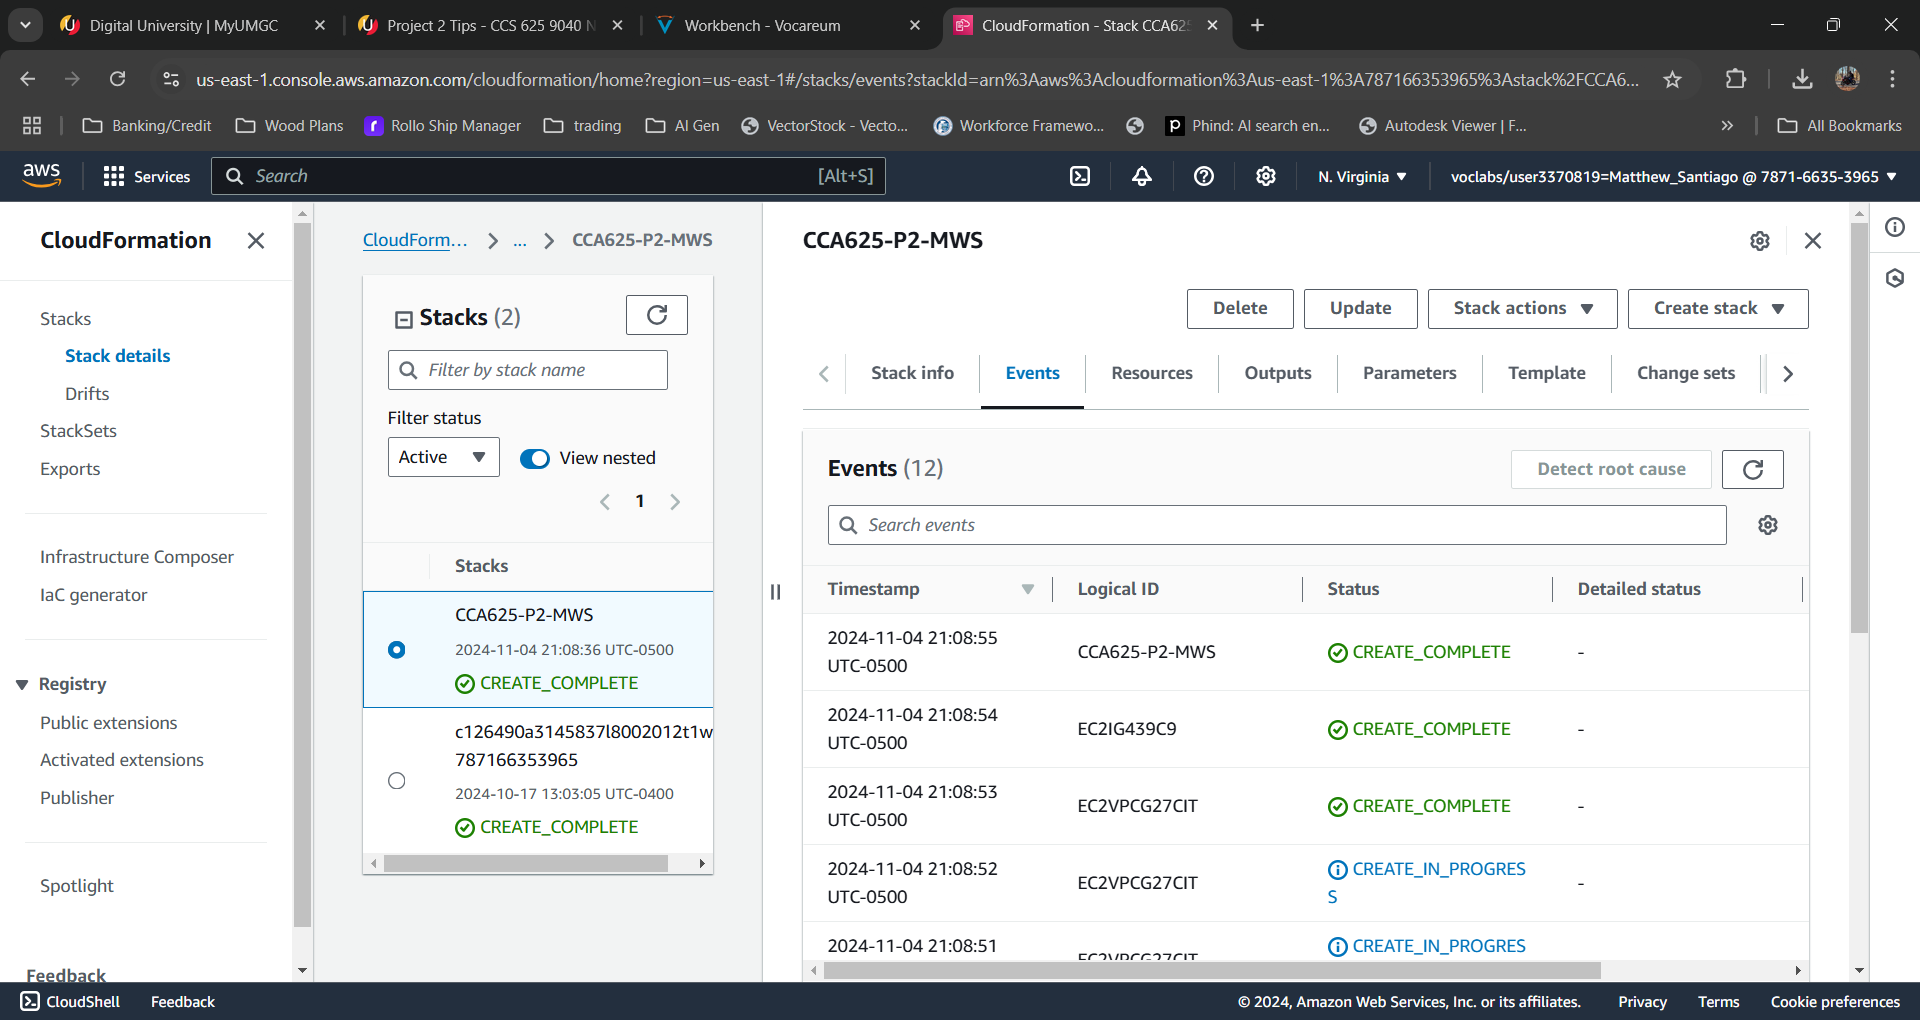 Digital University | MyUMGC
Project 2 Tips - CCS 625 9040 N
Workbench - Vocareum
CloudFormation - Stack CCA625
us-east-1.console.aws.amazon.com/cloudformation/home?region=us-east-1#/stacks/events?stackId=arn%3Aaws%3Acloudformation%3Aus-east-1%3A787166353965%3Astack%2FCCA6...
Banking/Credit
Wood Plans
r
Rollo Ship Manager
trading
AI Gen
VectorStock - Vecto...
Workforce Framewo...
p
Phind: AI search en...
Autodesk Viewer | F...
All Bookmarks
aws
Services
Search
[Alt+S]
N. Virginia
voclabs/user3370819=Matthew_Santiago @ 7871-6635-3965
CloudFormation
Stacks
Stack details
Drifts
StackSets
Exports
Infrastructure Composer
IaC generator
Registry
Public extensions
Activated extensions
Publisher
Spotlight
Feedback
CloudForm...
...
CCA625-P2-MWS
Stacks (2)
Filter by stack name
Filter status
Active
View nested
1
Stacks
CCA625-P2-MWS
2024-11-04 21:08:36 UTC-0500
CREATE_COMPLETE
c126490a3145837l8002012t1w
787166353965
2024-10-17 13:03:05 UTC-0400
CREATE_COMPLETE
CCA625-P2-MWS
Delete
Update
Stack actions
Create stack
Stack info
Events
Resources
Outputs
Parameters
Template
Change sets
Events (12)
Detect root cause
Search events
Timestamp
Logical ID
Status
Detailed status
2024-11-04 21:08:55
UTC-0500
CCA625-P2-MWS
CREATE_COMPLETE
-
2024-11-04 21:08:54
UTC-0500
EC2IG439C9
CREATE_COMPLETE
-
2024-11-04 21:08:53
UTC-0500
EC2VPCG27CIT
CREATE_COMPLETE
-
2024-11-04 21:08:52
UTC-0500
EC2VPCG27CIT
CREATE_IN_PROGRES
S
-
2024-11-04 21:08:51
EC2VPCG27CIT
CREATE_IN_PROGRES
CloudShell
Feedback
© 2024, Amazon Web Services, Inc. or its affiliates.
Privacy
Terms
Cookie preferences